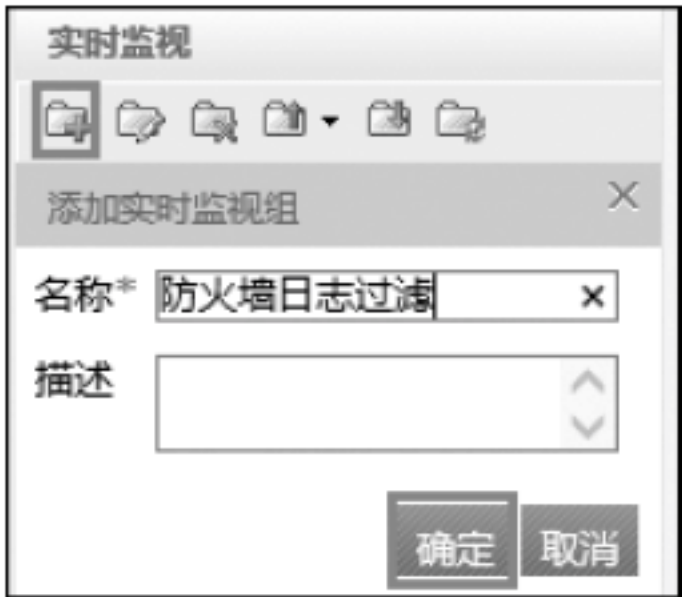 实时监视
添加实时监视组
名称* 防火墙日志过滤
描述
确定 取消